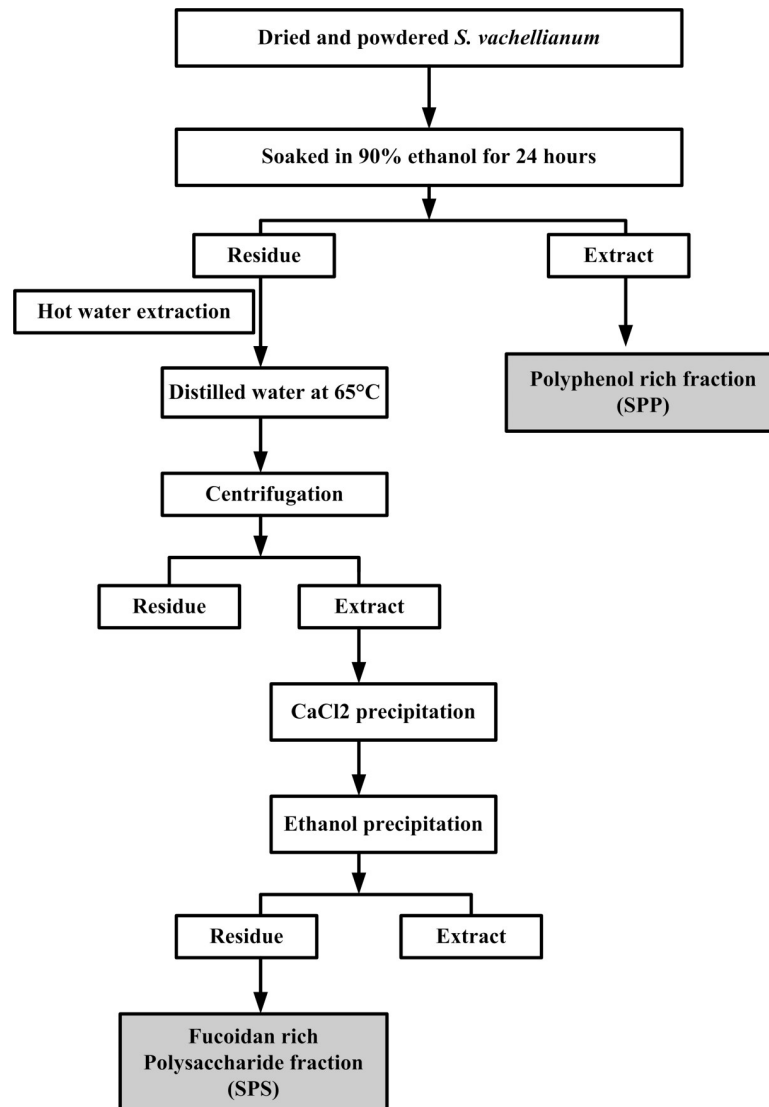 Dried and powdered S. vachellianum
Soaked in 90% ethanol for 24 hours
Residue
Extract
Hot water extraction
Distilled water at 65°C
Polyphenol rich fraction
(SPP)
Centrifugation
Residue
Extract
CaCl2 precipitation
Ethanol precipitation
Residue
Extract
Fucoidan rich
Polysaccharide fraction
(SPS)